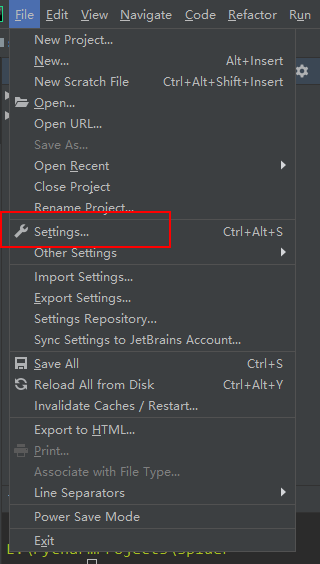 File Edit View Navigate Code Refactor Run
New Project...
New... Alt+Insert
New Scratch File Ctrl+Alt+Shift+Insert
Open...
Open URL...
Save As...
Open Recent
Close Project
Rename Project...
Settings... Ctrl+Alt+S
Other Settings
Import Settings...
Export Settings...
Settings Repository...
Sync Settings to JetBrains Account...
Save All Ctrl+S
Reload All from Disk Ctrl+Alt+Y
Invalidate Caches / Restart...
Export to HTML...
Print...
Associate with File Type...
Line Separators
Power Save Mode
Exit